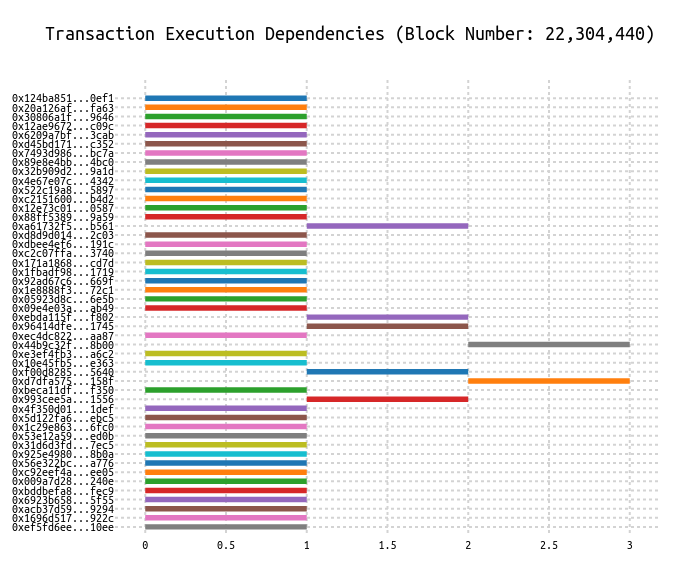 Transaction Execution Dependencies (Block Number: 22,304,440)
0x124ba851...0ef1
0x20a126af...fa63
0x30806a1f...9646
0x12ae9672...c09c
0x6209a7bf...3cab
0xd45bd171...c352
0x7493d986...bc7a
0x89e8e4bb...4bc0
0x32b909d2...9a1d
0x4e67e07c...4342
0x522c19a8...5897
0xc2151600...b4d2
0x12e73c01...0587
0x88ff5389...9a59
0xa61732f5...b561
0xd8d9d014...2c03
0xdbee4ef6...191c
0xc2c07ffa...3740
0x171a1868...cd7d
0x1fbadf98...1719
0x92ad67c6...669f
0x1e8888f3...72c1
0x05923d8c...6e5b
0x09e4e03a...ab49
0xebda115f...f802
0x96414dfe...1745
0xec4dc822...aa87
0x44b9c32f...8b00
0xe3ef4fb3...a6c2
0x10e45fb5...e363
0xf00d8285...5640
0xd7dfa575...158f
0xbeca11df...f350
0x993cee5a...1556
0x4f350d01...1def
0x5d122fa6...ebc5
0x1c29e863...6fc0
0x53e12a59...ed0b
0x31d6d3fd...7ec5
0x925e4980...8b0a
0x56e322bc...a776
0xc92eef4a...ee05
0x009a7d28...240e
0xbddbefa8...fec9
0x6923b658...5f55
0xacb37d59...9294
0x1696d517...922c
0xef5fd6ee...10ee
0 0.5 1 1.5 2 2.5 3